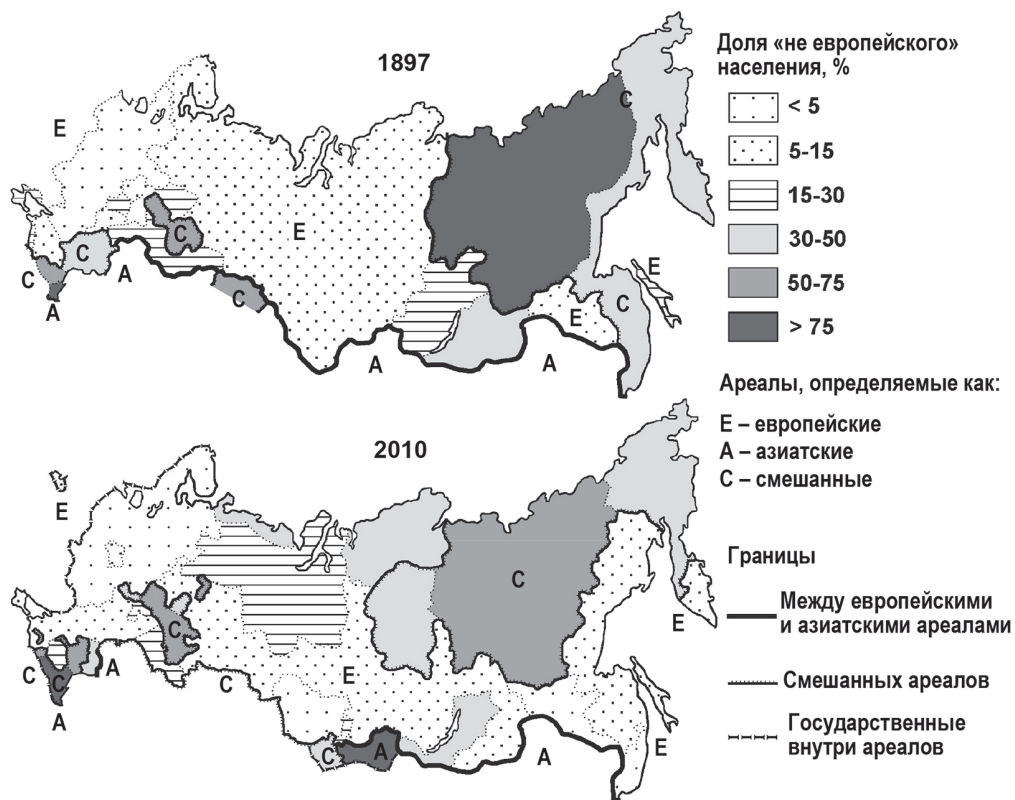 1897
E
E
C
C
C
A
C
A
C
A
C
E
E
C
A
2010
E
C
C
C
A
A
C
E
C
A
C
A
E
E
Доля «не европейского»
населения, %
< 5
5-15
15-30
30-50
50-75
> 75
Ареалы, определяемые как:
E – европейские
A – азиатские
C – смешанные
Границы
Между европейскими
и азиатскими ареалами
Смешанных ареалов
Государственные
внутри ареалов